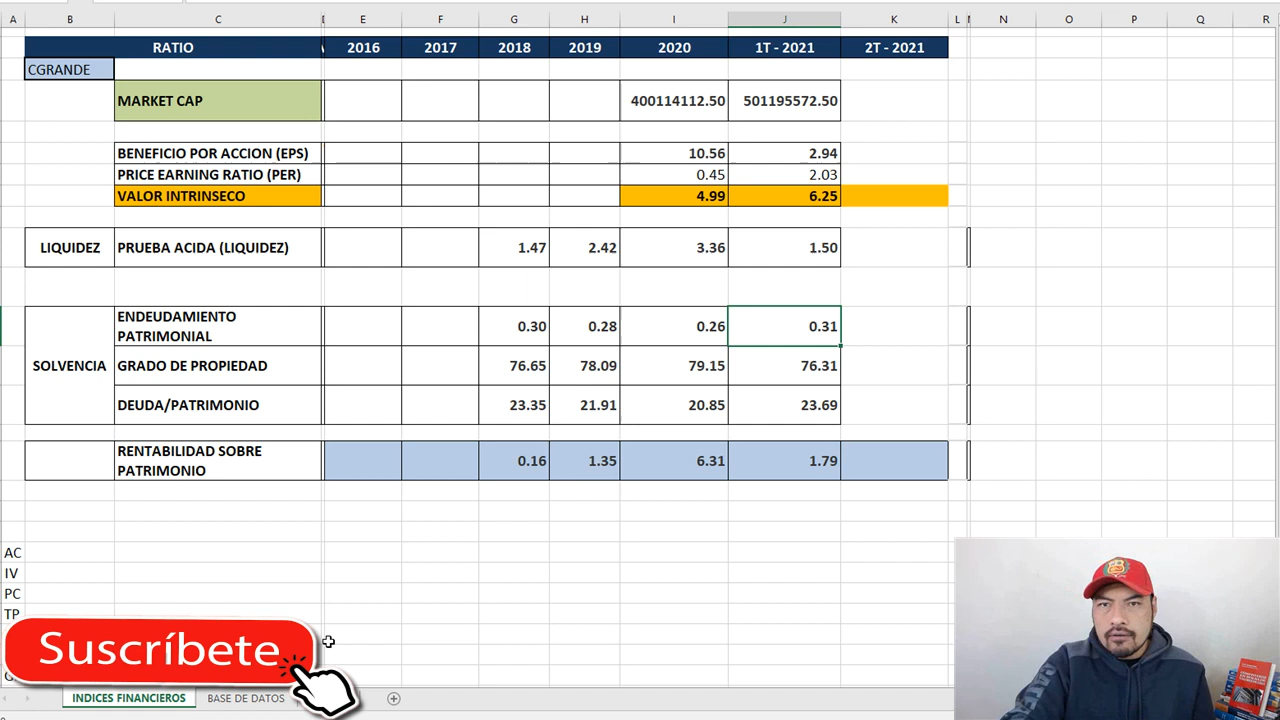 A B C E F G H I J K L N O P Q R
RATIO 2016 2017 2018 2019 2020 1T - 2021 2T - 2021
CGRANDE
MARKET CAP 400114112.50 501195572.50
BENEFICIO POR ACCION (EPS) 10.56 2.94
PRICE EARNING RATIO (PER) 0.45 2.03
VALOR INTRINSECO 4.99 6.25
LIQUIDEZ PRUEBA ACIDA (LIQUIDEZ) 1.47 2.42 3.36 1.50
ENDEUDAMIENTO
PATRIMONIAL 0.30 0.28 0.26 0.31
SOLVENCIA GRADO DE PROPIEDAD 76.65 78.09 79.15 76.31
DEUDA/PATRIMONIO 23.35 21.91 20.85 23.69
RENTABILIDAD SOBRE
PATRIMONIO 0.16 1.35 6.31 1.79
AC
IV
PC
TP
Suscríbete
INDICES FINANCIEROS BASE DE DATOS